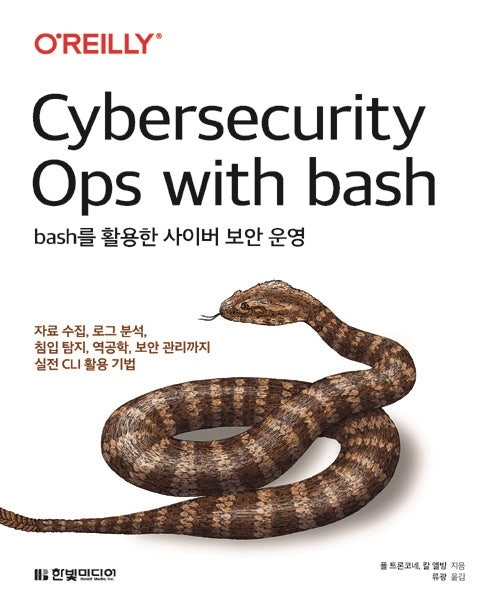 O'REILLY®
Cybersecurity
Ops with bash
bash를 활용한 사이버 보안 운영
자료 수집, 로그 분석,
침입 탐지, 역공학, 보안 관리까지
실전 CLI 활용 기법
한빛미디어
Hanbit Media, Inc.
폴 트론코네, 칼 앨빙 지음
류광 옮김